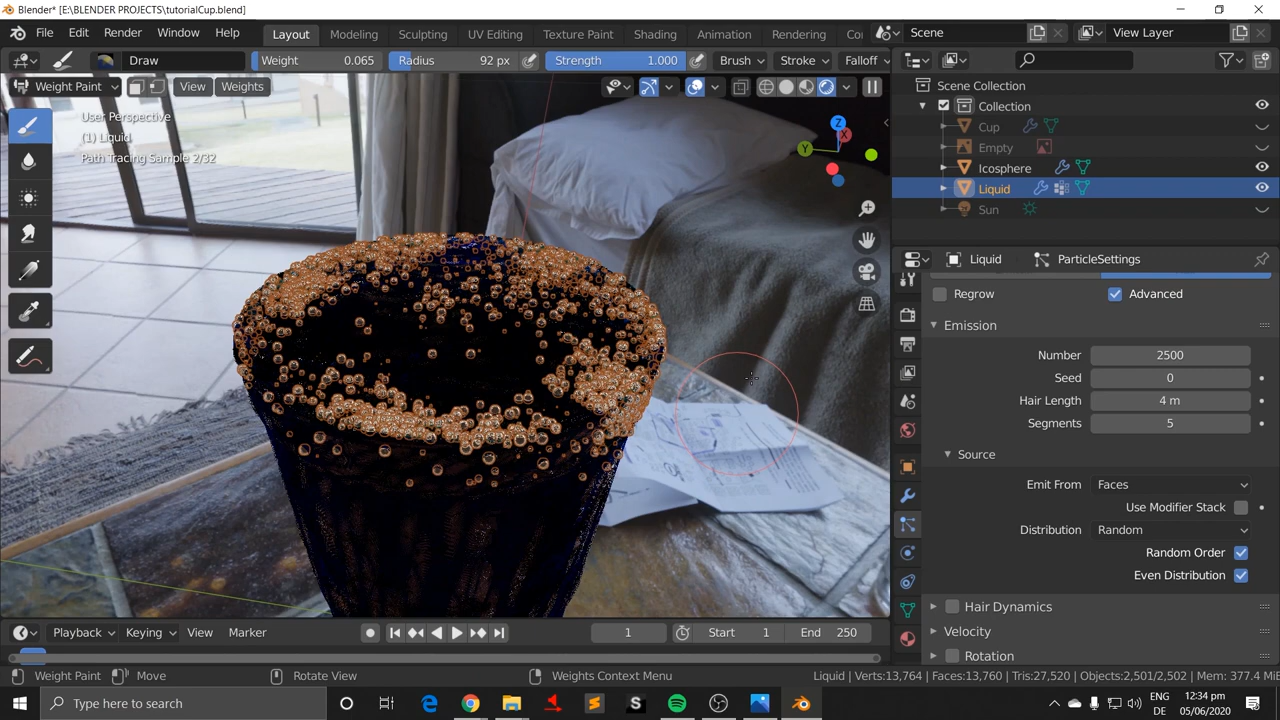 Blender* [E:\BLENDER PROJECTS\tutorialCup.blend]
File Edit Render Window Help Layout Modeling Sculpting UV Editing Texture Paint Shading Animation Rendering Scene View Layer
Draw Weight 0.065 Radius 92 px Strength 1.000 Brush Stroke Falloff
Weight Paint View Weights
User Perspective
(1) Liquid
Path Tracing Sample 2/32
Z
X
Y
Scene Collection
Collection
Cup
Empty
Icosphere
Liquid
Sun
Liquid ParticleSettings
Regrow Advanced
Emission
Number 2500
Seed 0
Hair Length 4 m
Segments 5
Source
Emit From Faces
Use Modifier Stack
Distribution Random
Random Order
Even Distribution
Hair Dynamics
Velocity
Rotation
Playback Keying View Marker 1 Start 1 End 250
Weight Paint Move Rotate View Weights Context Menu Liquid | Verts:13,764 | Faces:13,760 | Tris:27,520 | Objects:2,501/2,502 | Mem: 377.4 MiB
Type here to search
ENG
DE
12:34 pm
05/06/2020